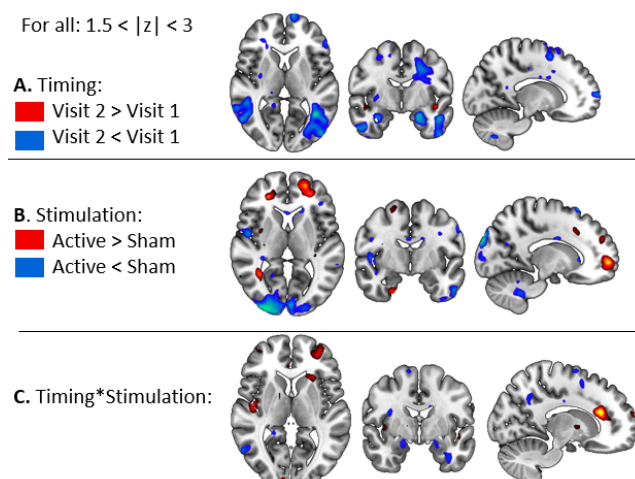 For all: 1.5 < |z| < 3
A. Timing:
Visit 2 > Visit 1
Visit 2 < Visit 1
B. Stimulation:
Active > Sham
Active < Sham
C. Timing*Stimulation: